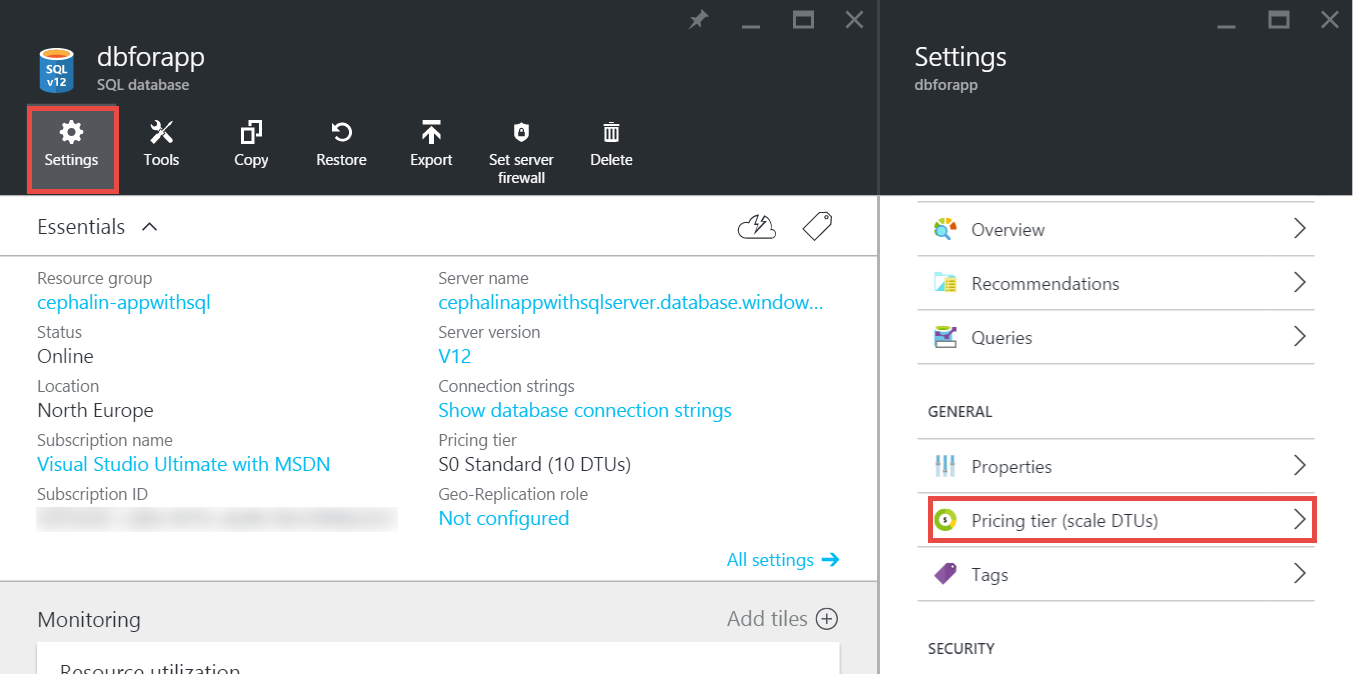 dbforapp
SQL database
SQL
v12
Settings
Tools
Copy
Restore
Export
Set server
firewall
Delete
Essentials
Resource group
cephalin-appwithsql
Status
Online
Location
North Europe
Subscription name
Visual Studio Ultimate with MSDN
Subscription ID
Server name
cephalinappwithsqlserver.database.window...
Server version
V12
Connection strings
Show database connection strings
Pricing tier
S0 Standard (10 DTUs)
Geo-Replication role
Not configured
All settings
Monitoring
Add tiles
Resource utilization
Settings
dbforapp
Overview
Recommendations
Queries
GENERAL
Properties
Pricing tier (scale DTUs)
Tags
SECURITY